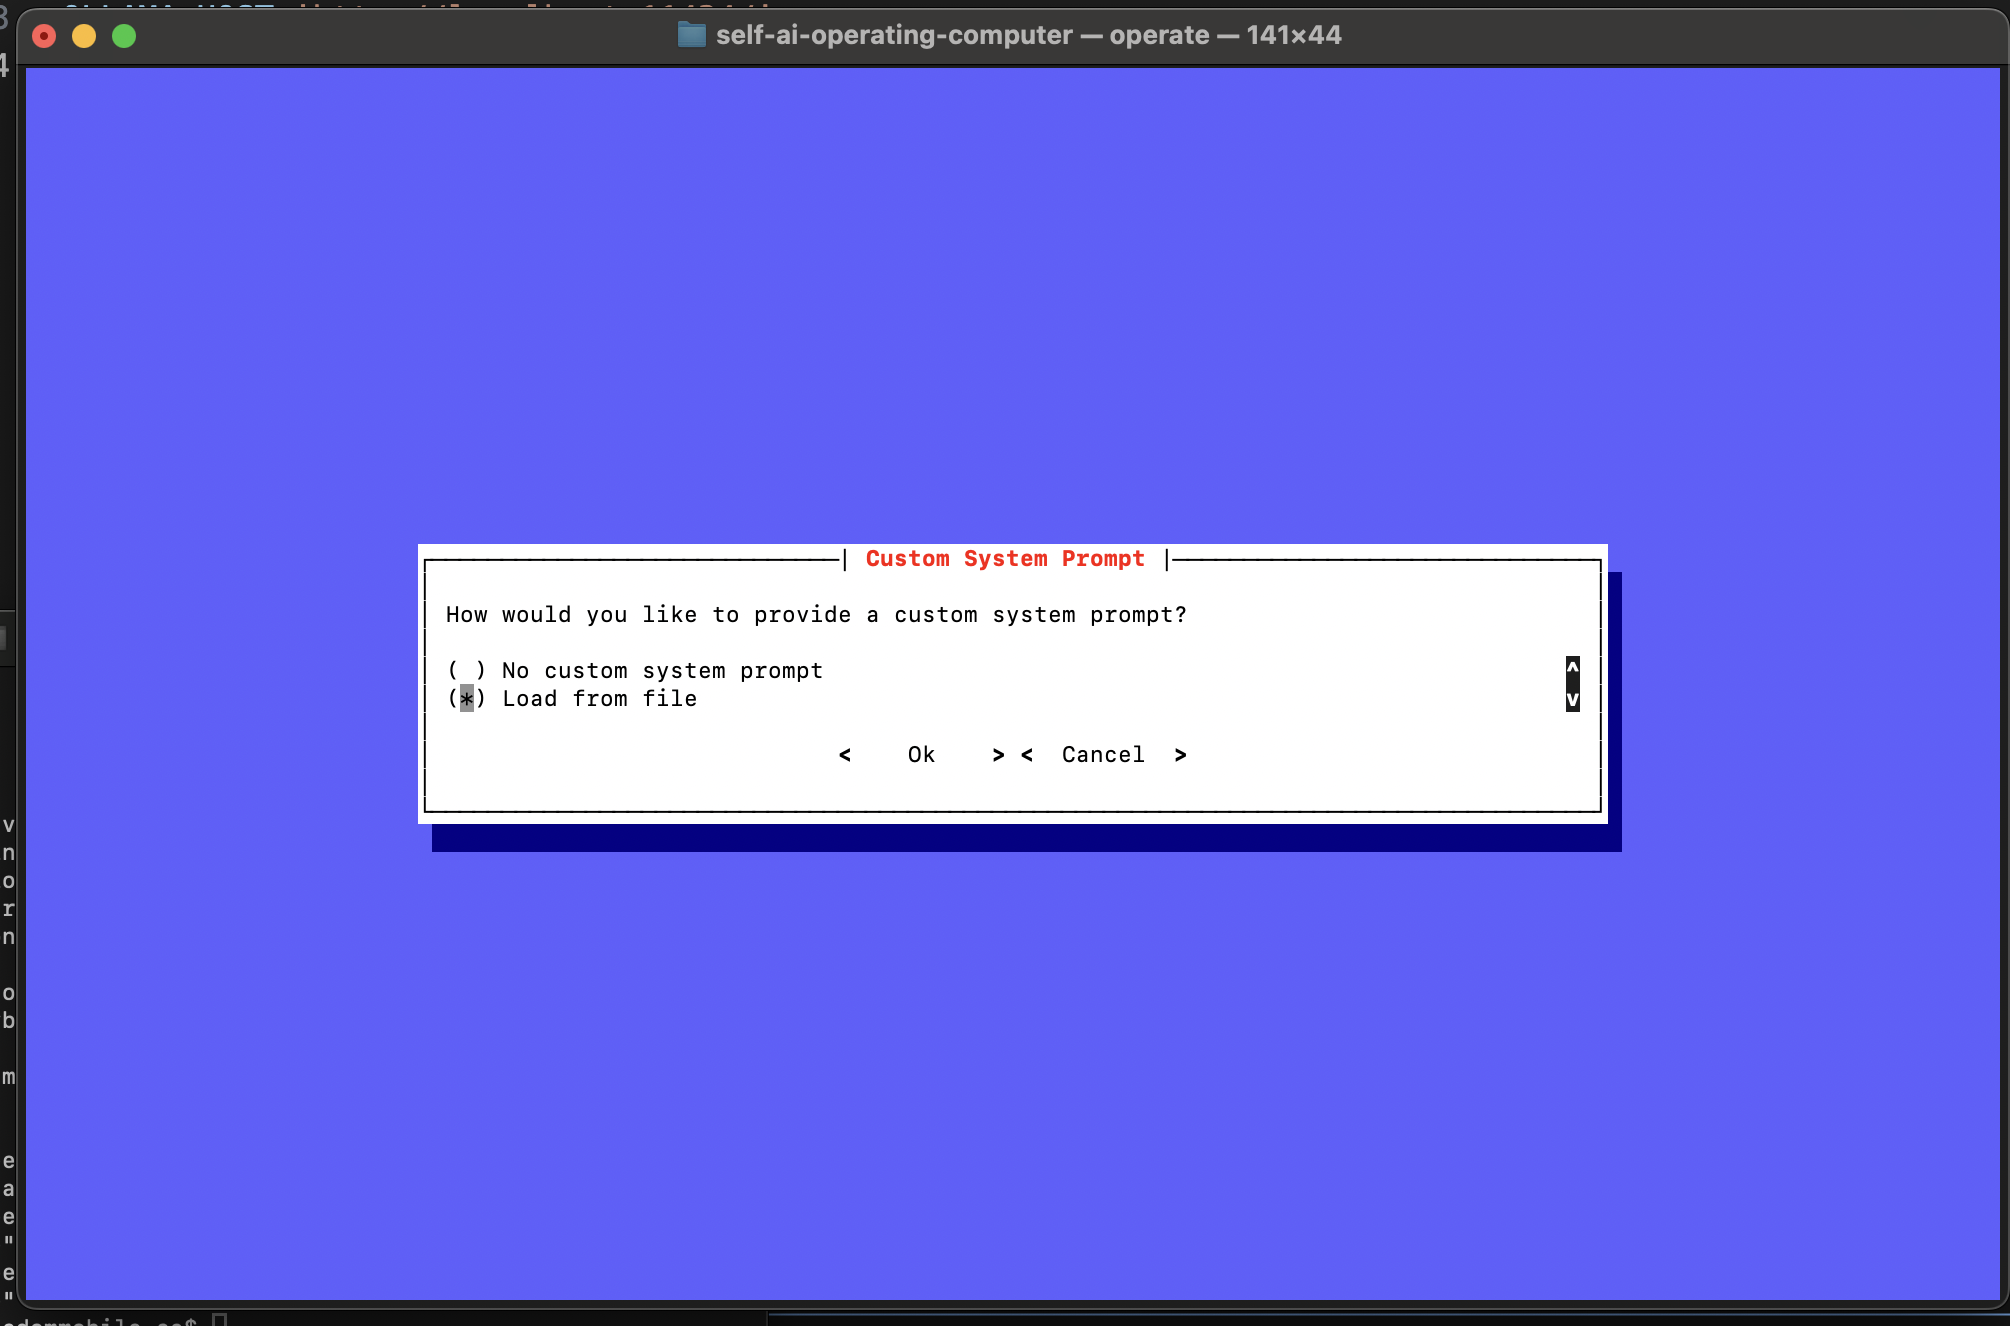 self-ai-operating-computer — operate — 141×44
Custom System Prompt
How would you like to provide a custom system prompt?
( ) No custom system prompt
(*) Load from file
^
v
< Ok > < Cancel >
v
n
o
r
n
o
b
m
e
a
e
"
e
"